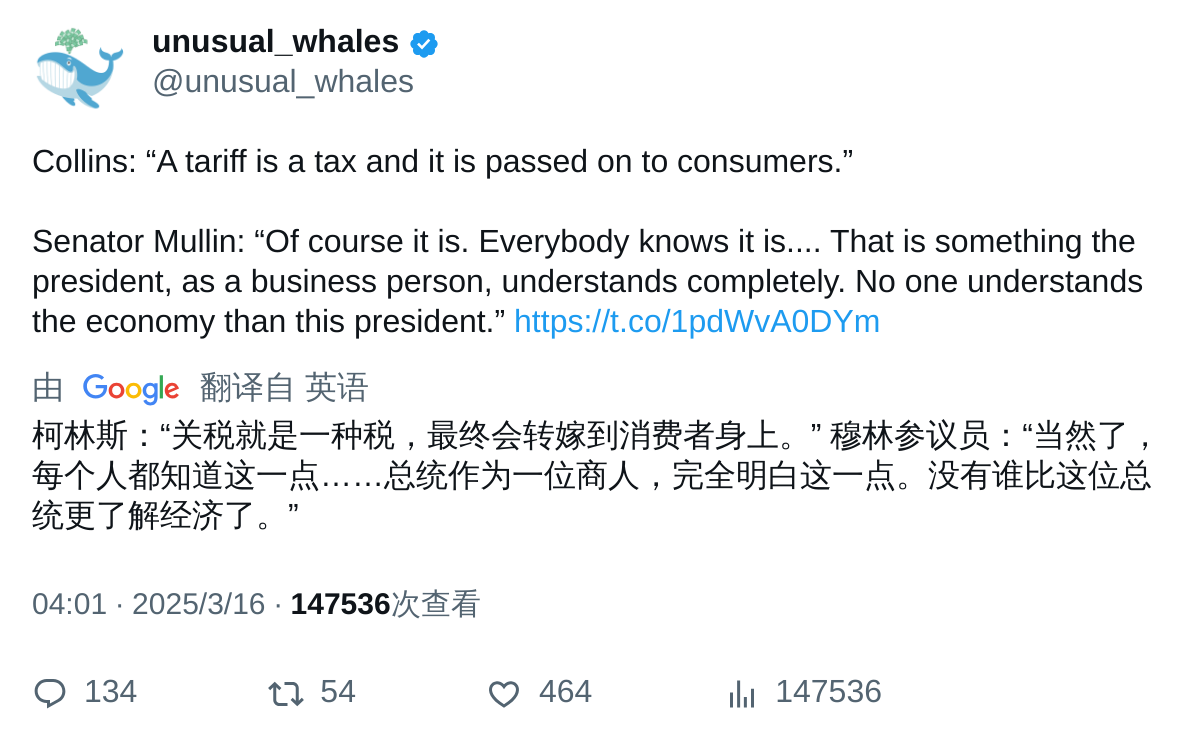 unusual_whales
@unusual_whales
Collins: “A tariff is a tax and it is passed on to consumers.”
Senator Mullin: “Of course it is. Everybody knows it is.... That is something the
president, as a business person, understands completely. No one understands
the economy than this president.” https://t.co/1pdWvA0DYm
由 Google 翻译自 英语
柯林斯：“关税就是一种税，最终会转嫁到消费者身上。” 穆林参议员：“当然了，
每个人都知道这一点……总统作为一位商人，完全明白这一点。没有谁比这位总
统更了解经济了。”
04:01 · 2025/3/16 · 147536次查看
134 54 464 147536